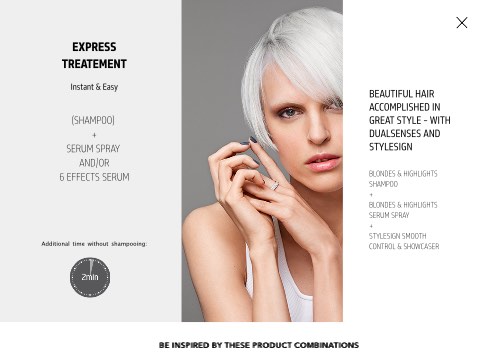 EXPRESS
TREATEMENT
Instant & Easy
(SHAMPOO)
+
SERUM SPRAY
AND/OR
6 EFFECTS SERUM
Additional time without shampooing:
2min
BEAUTIFUL HAIR
ACCOMPLISHED IN
GREAT STYLE - WITH
DUALSENSES AND
STYLESIGN
BLONDES & HIGHLIGHTS
SHAMPOO
+
BLONDES & HIGHLIGHTS
SERUM SPRAY
+
STYLESIGN SMOOTH
CONTROL & SHOWCASER
BE INSPIRED BY THESE PRODUCT COMBINATIONS